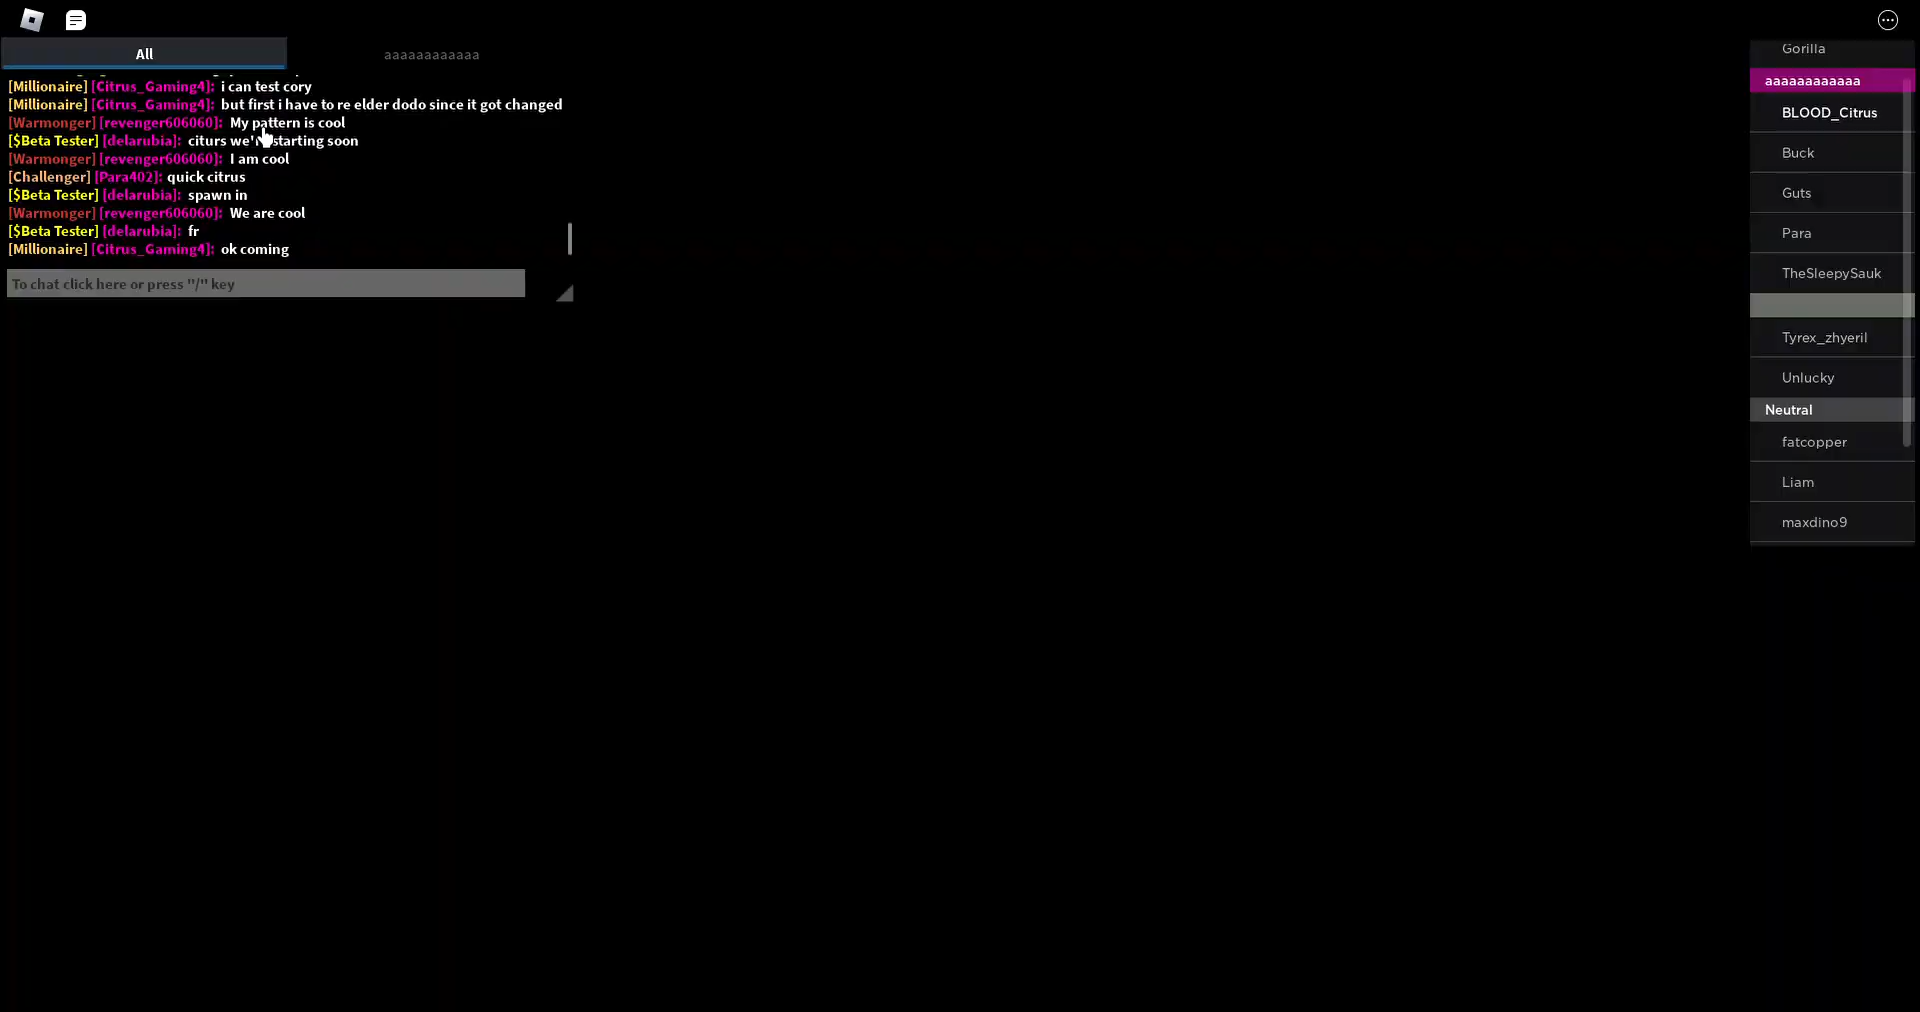 All
aaaaaaaaaaaa
[Millionaire] [Citrus_Gaming4]: i can test cory
[Millionaire] [Citrus_Gaming4]: but first i have to re elder dodo since it got changed
[Warmonger] [revenger606060]: My pattern is cool
[$Beta Tester] [delarubia]: citurs we' starting soon
[Warmonger] [revenger606060]: I am cool
[Challenger] [Para402]: quick citrus
[$Beta Tester] [delarubia]: spawn in
[Warmonger] [revenger606060]: We are cool
[$Beta Tester] [delarubia]: fr
[Millionaire] [Citrus_Gaming4]: ok coming
To chat click here or press "/" key
Gorilla
aaaaaaaaaaaa
BLOOD_Citrus
Buck
Guts
Para
TheSleepySauk
Tyrex_zhyeril
Unlucky
Neutral
fatcopper
Liam
maxdino9